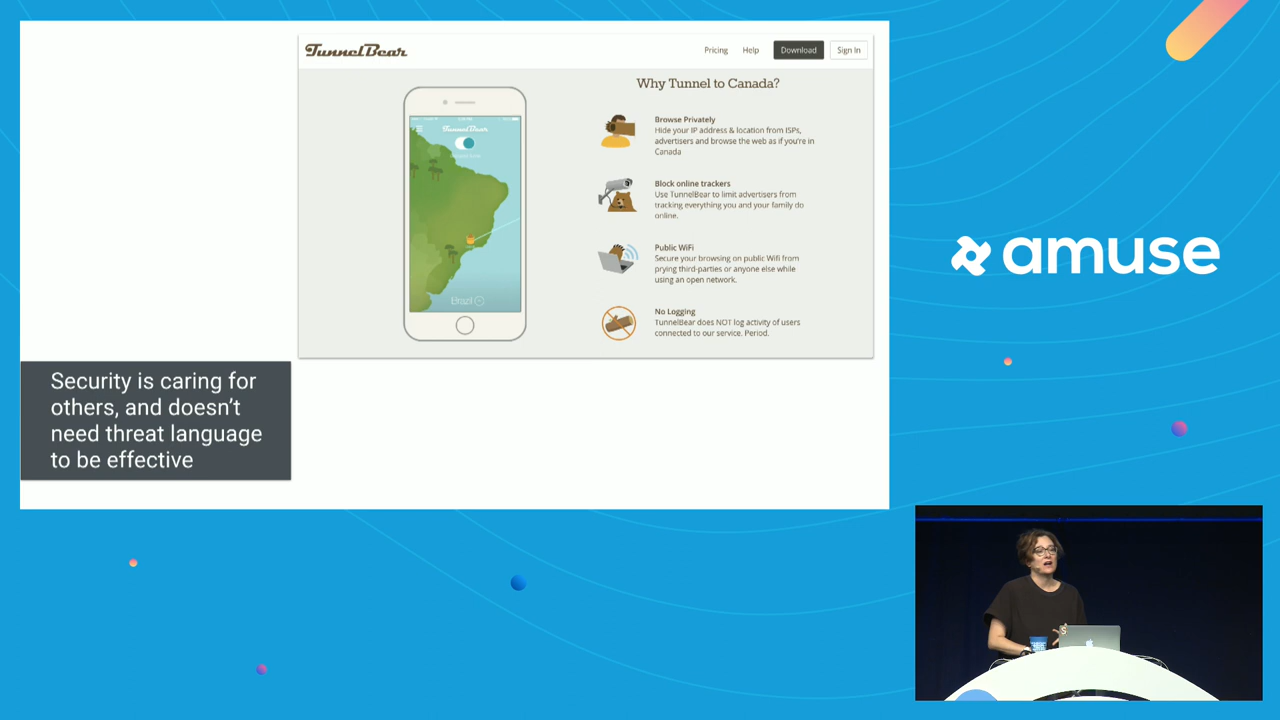 TunnelBear
Pricing Help Download Sign In
Why Tunnel to Canada?
TunnelBear
Browse Privately
Hide your IP address & location from ISPs,
advertisers and browse the web as if you're in
Canada
Block online trackers
Use TunnelBear to limit advertisers from
tracking everything you and your family do
online.
Public WiFi
Secure your browsing on public Wifi from
prying third-parties or anyone else while
using an open network.
Brazil
No Logging
TunnelBear does NOT log activity of users
connected to our service. Period.
Security is caring for
others, and doesn't
need threat language
to be effective
amuse